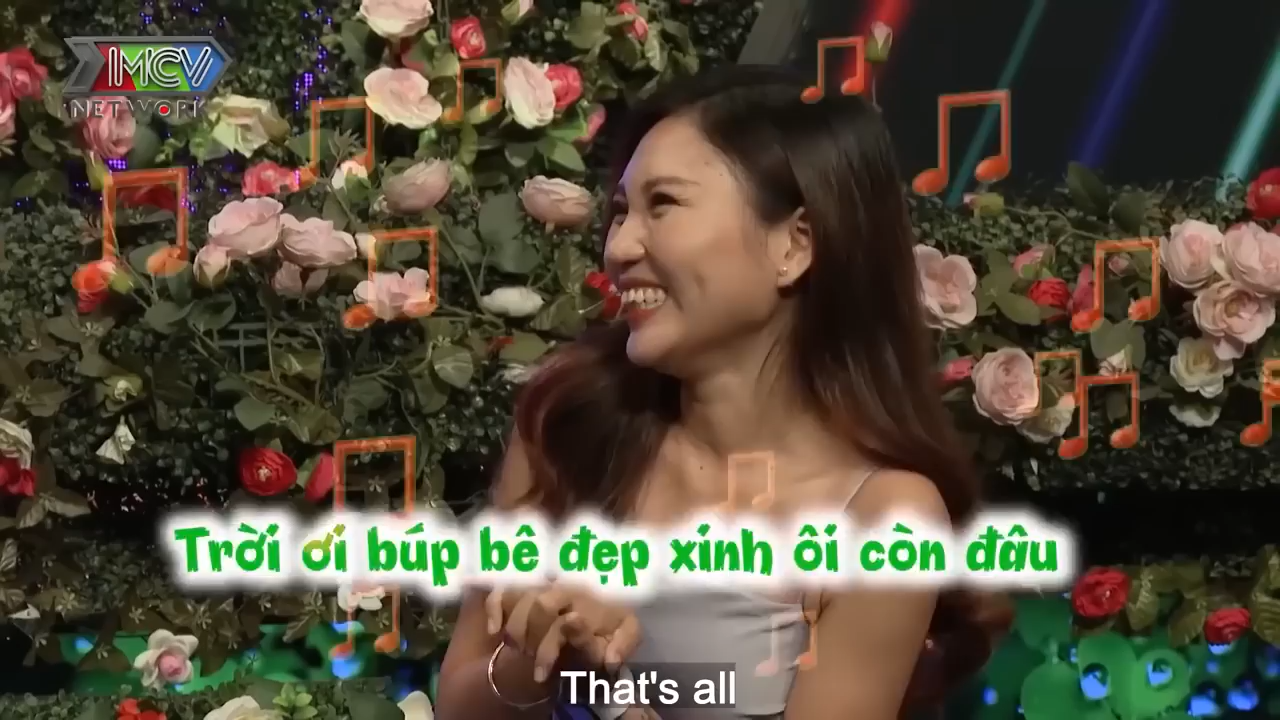 MCV
NETWORK
Trời ơi búp bê đẹp xinh ôi còn đâu
That's all